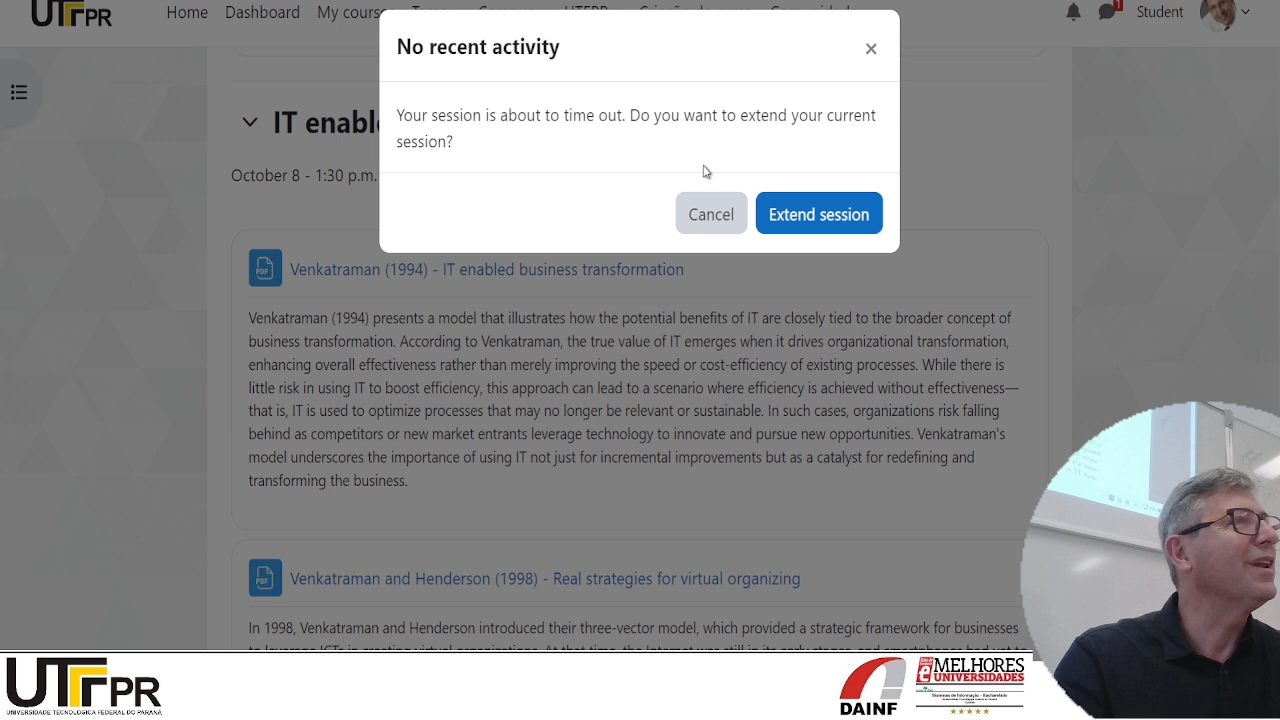 UTFPR
Home Dashboard My course
Student
1
No recent activity
×
Your session is about to time out. Do you want to extend your current
session?
Cancel Extend session
IT enabl
October 8 - 1:30 p.m.
PDF Venkatraman (1994) - IT enabled business transformation
Venkatraman (1994) presents a model that illustrates how the potential benefits of IT are closely tied to the broader concept of
business transformation. According to Venkatraman, the true value of IT emerges when it drives organizational transformation,
enhancing overall effectiveness rather than merely improving the speed or cost-efficiency of existing processes. While there is
little risk in using IT to boost efficiency, this approach can lead to a scenario where efficiency is achieved without effectiveness—
that is, IT is used to optimize processes that may no longer be relevant or sustainable. In such cases, organizations risk falling
behind as competitors or new market entrants leverage technology to innovate and pursue new opportunities. Venkatraman's
model underscores the importance of using IT not just for incremental improvements but as a catalyst for redefining and
transforming the business.
PDF Venkatraman and Henderson (1998) - Real strategies for virtual organizing
In 1998, Venkatraman and Henderson introduced their three-vector model, which provided a strategic framework for businesses
UTFPR
UNIVERSIDADE TECNOLÓGICA FEDERAL DO PARANÁ
DAINF
MELHORES
UNIVERSIDADES
Sistemas de Informação - Bacharelado